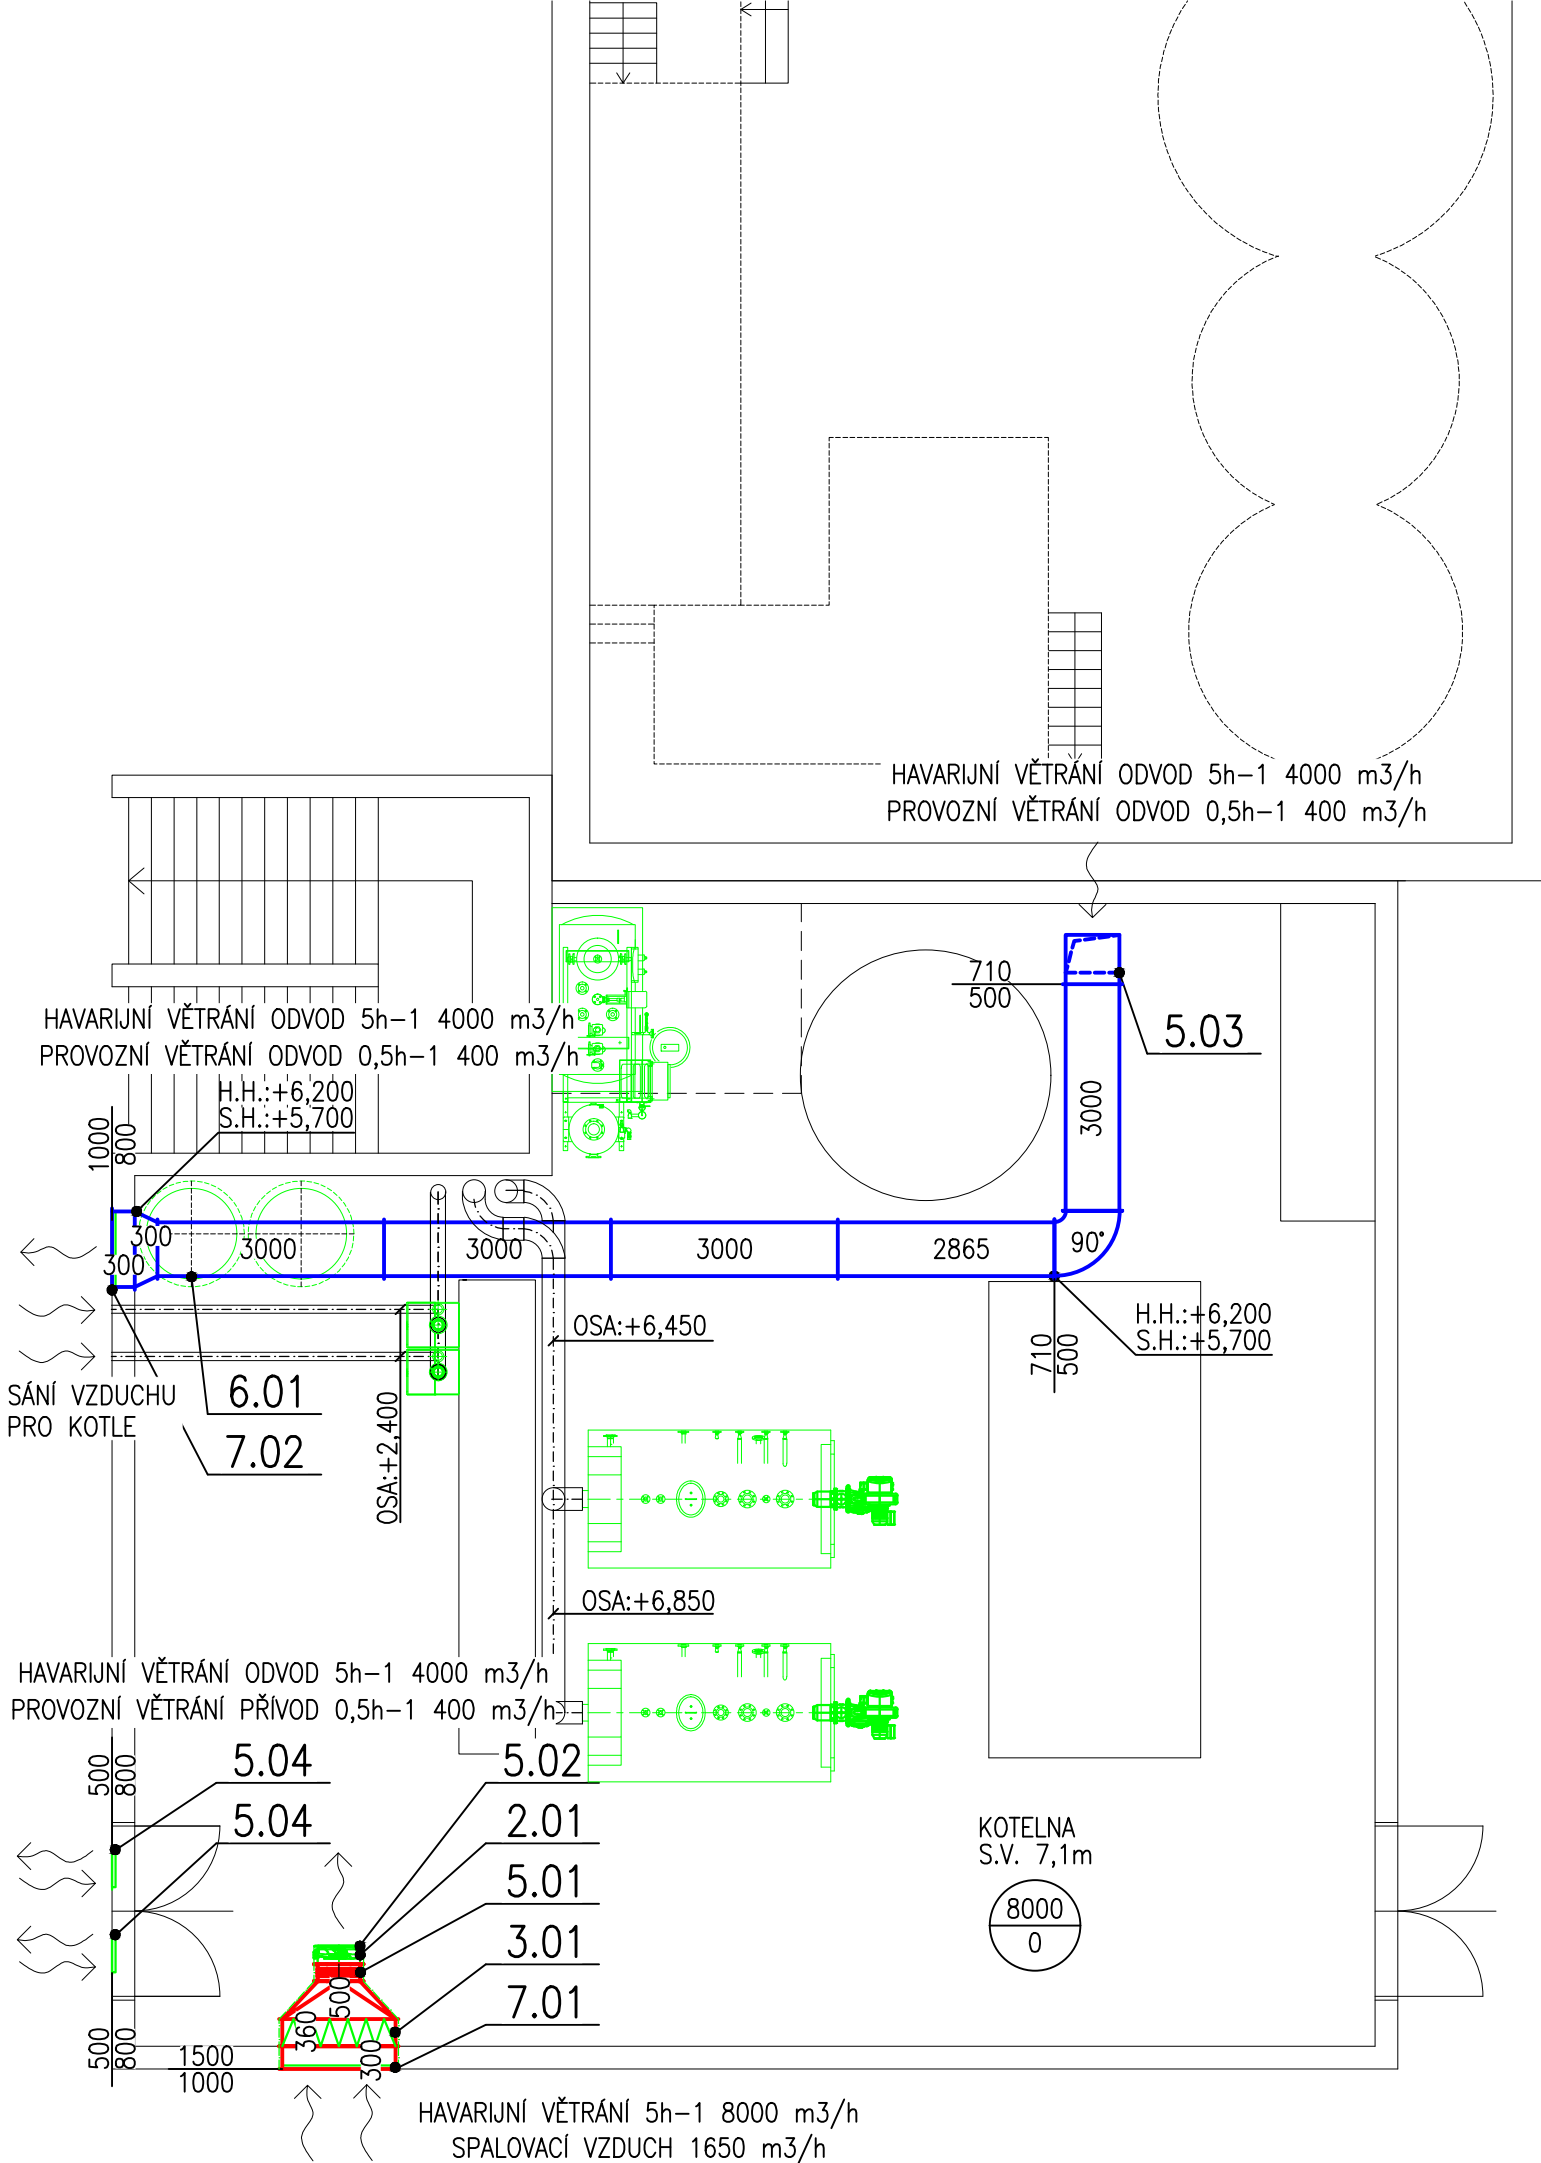 HAVARIJNÍ VĚTRÁNÍ ODVOD 5h-1 4000 m3/h
PROVOZNÍ VĚTRÁNÍ ODVOD 0,5h-1 400 m3/h
710
500
5.03
3000
HAVARIJNÍ VĚTRÁNÍ ODVOD 5h-1 4000 m3/h
PROVOZNÍ VĚTRÁNÍ ODVOD 0,5h-1 400 m3/h
H.H.:+6,200
S.H.:+5,700
1000
800
300
300
3000
3000
3000
2865
90°
H.H.:+6,200
S.H.:+5,700
710
500
OSA:+6,450
SÁNÍ VZDUCHU
PRO KOTLE
6.01
7.02
OSA:+2,400
OSA:+6,850
HAVARIJNÍ VĚTRÁNÍ ODVOD 5h-1 4000 m3/h
PROVOZNÍ VĚTRÁNÍ PŘÍVOD 0,5h-1 400 m3/h
500
800
5.04
5.04
5.02
2.01
5.01
3.01
7.01
KOTELNA
S.V. 7,1m
8000
0
500
360
300
500
800
1500
1000
HAVARIJNÍ VĚTRÁNÍ 5h-1 8000 m3/h
SPALOVACÍ VZDUCH 1650 m3/h